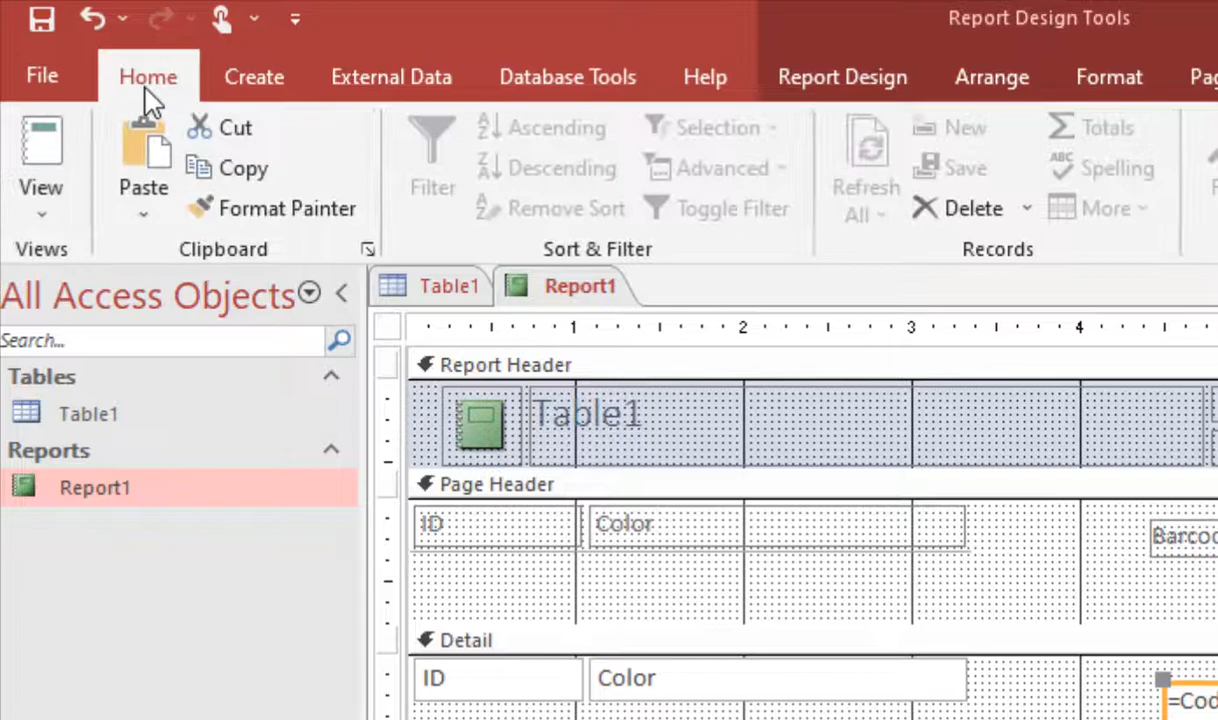 Report Design Tools
File Home Create External Data Database Tools Help Report Design Arrange Format
View
Views
Paste
Cut
Copy
Format Painter
Clipboard
Filter
Ascending
Descending
Remove Sort
Selection
Advanced
Toggle Filter
Sort & Filter
Refresh
All
New
Save
Delete
Totals
Spelling
More
Records
All Access Objects
Search...
Tables
Table1
Reports
Report1
Table1 Report1
1 2 3 4
Report Header
Table1
Page Header
ID Color
Detail
ID Color